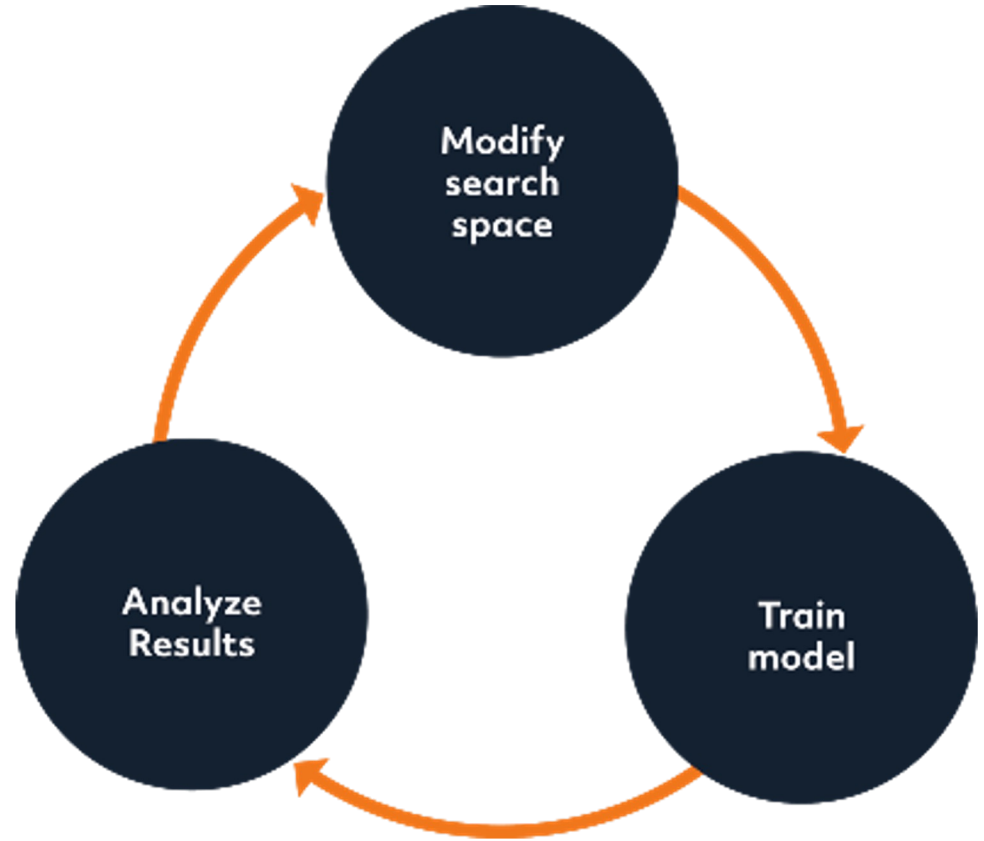 Modify
search
space
Analyze
Results
Train
model